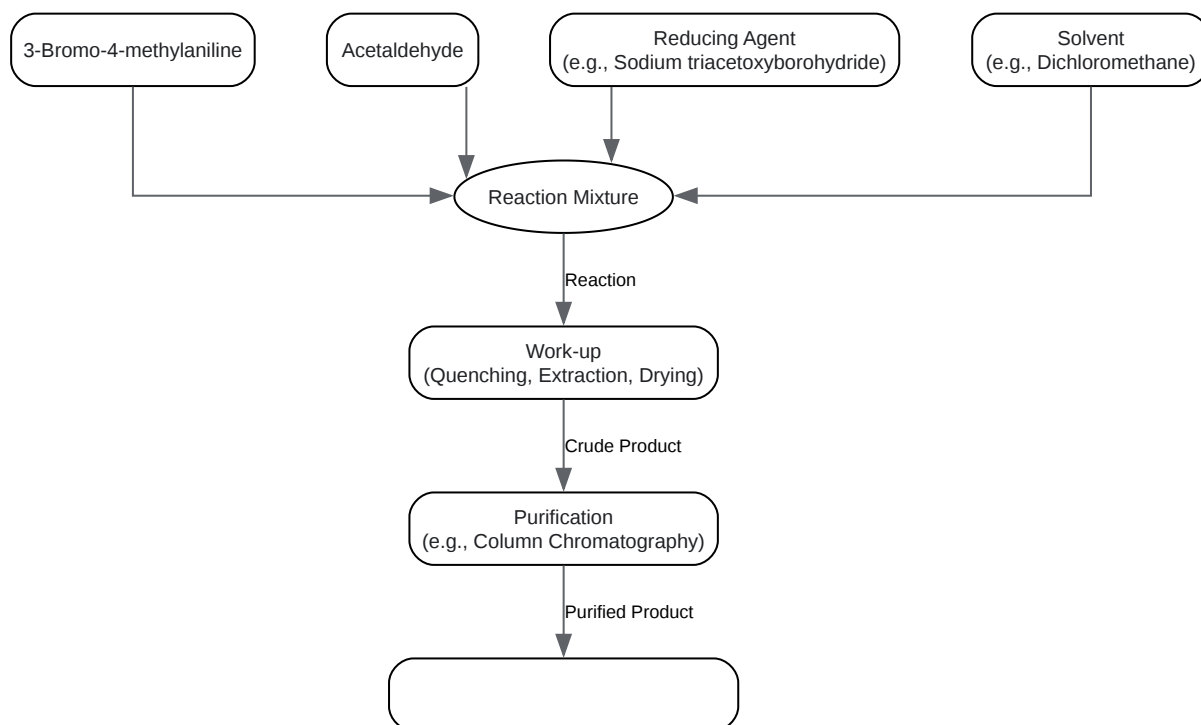 3-Bromo-4-methylaniline
Acetaldehyde
Reducing Agent
(e.g., Sodium triacetoxyborohydride)
Solvent
(e.g., Dichloromethane)
Reaction Mixture
Reaction
Work-up
(Quenching, Extraction, Drying)
Crude Product
Purification
(e.g., Column Chromatography)
Purified Product